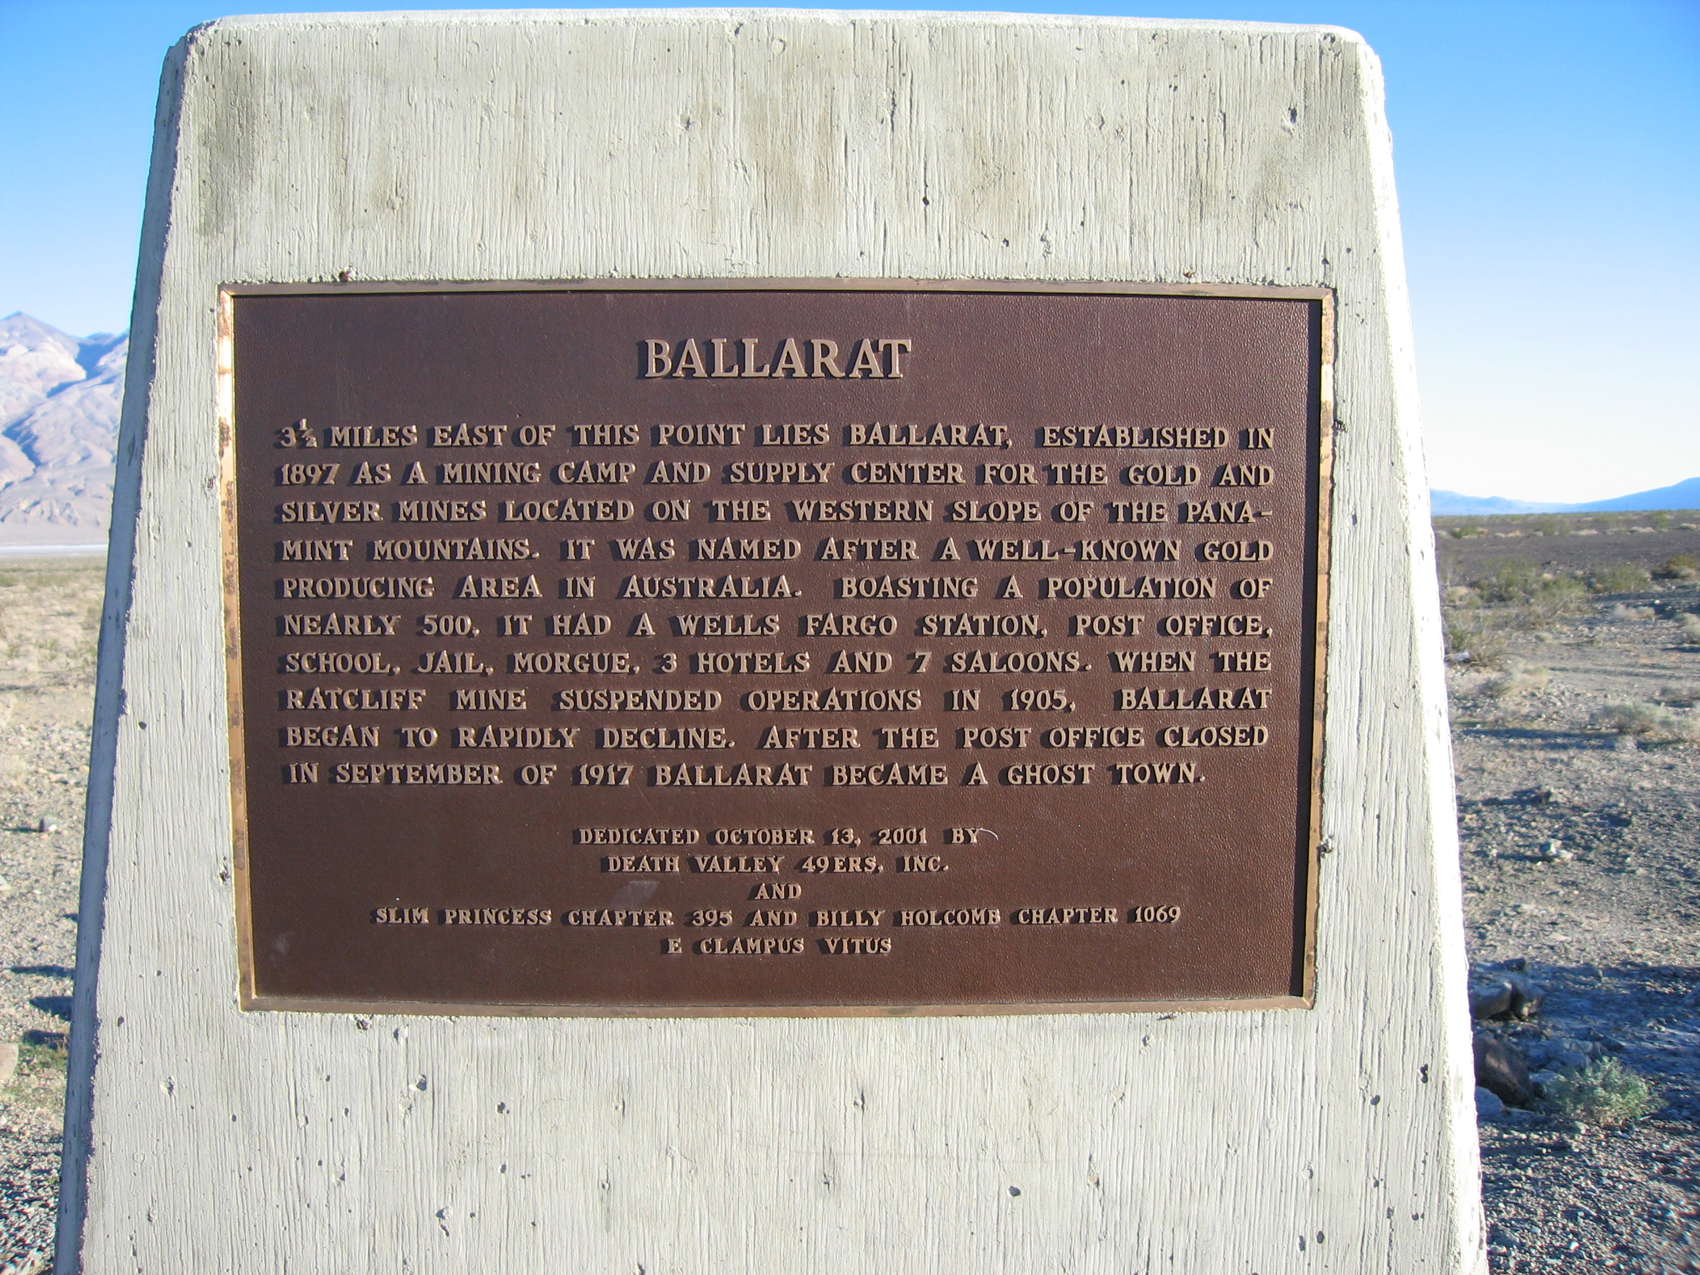 BALLARAT
3½ MILES EAST OF THIS POINT LIES BALLARAT, ESTABLISHED IN
1897 AS A MINING CAMP AND SUPPLY CENTER FOR THE GOLD AND
SILVER MINES LOCATED ON THE WESTERN SLOPE OF THE PANA-
MINT MOUNTAINS. IT WAS NAMED AFTER A WELL-KNOWN GOLD
PRODUCING AREA IN AUSTRALIA. BOASTING A POPULATION OF
NEARLY 500, IT HAD A WELLS FARGO STATION, POST OFFICE,
SCHOOL, JAIL, MORGUE, 3 HOTELS AND 7 SALOONS. WHEN THE
RATCLIFF MINE SUSPENDED OPERATIONS IN 1905, BALLARAT
BEGAN TO RAPIDLY DECLINE. AFTER THE POST OFFICE CLOSED
IN SEPTEMBER OF 1917 BALLARAT BECAME A GHOST TOWN.
DEDICATED OCTOBER 13, 2001 BY
DEATH VALLEY 49ERS, INC.
AND
SLIM PRINCESS CHAPTER 395 AND BILLY HOLCOMB CHAPTER 1069
E CLAMPUS VITUS